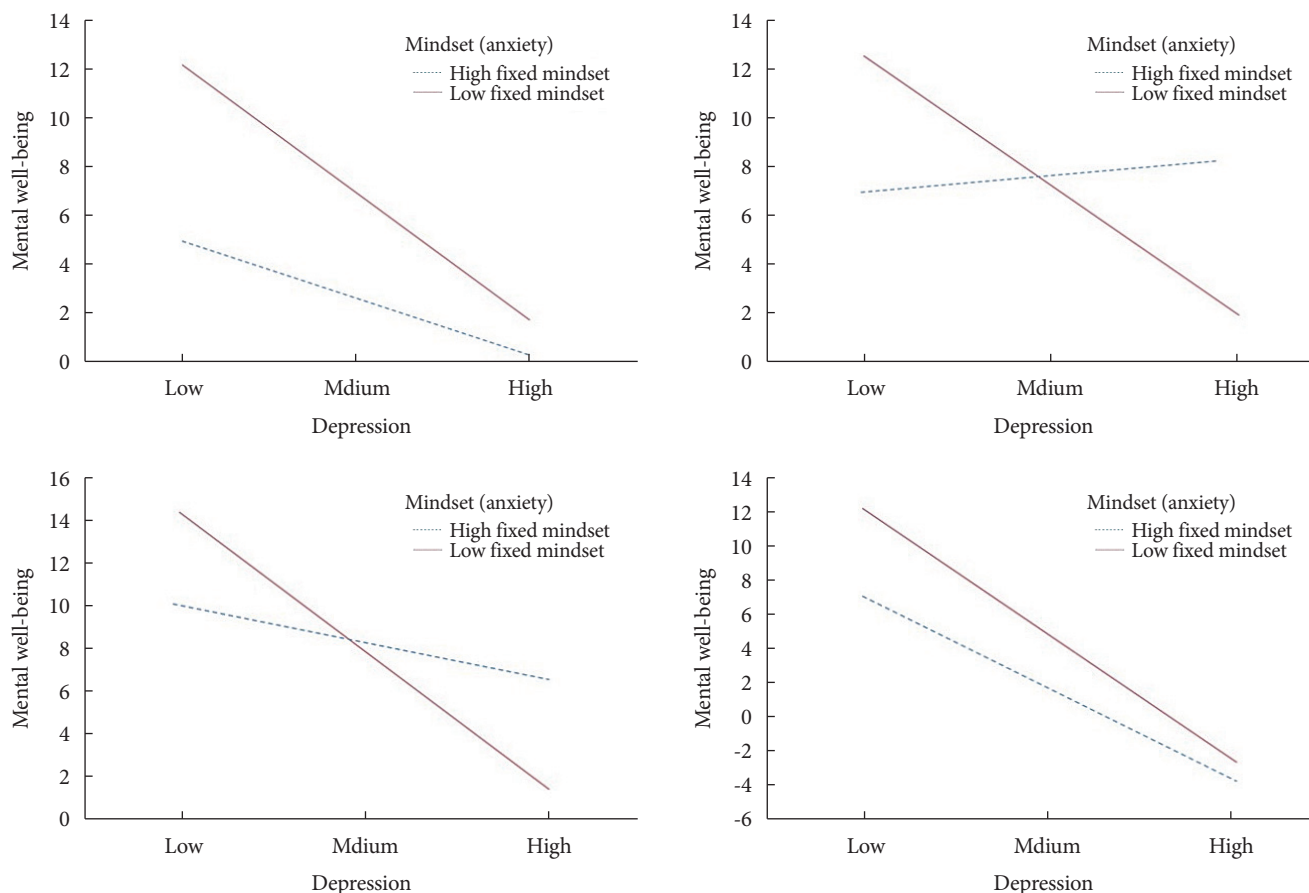 14
12
10
8
6
4
2
0
Mental well-being
Mindset (anxiety)
High fixed mindset
Low fixed mindset
Low
Mdium
High
Depression
14
12
10
8
6
4
2
0
Mental well-being
Mindset (anxiety)
High fixed mindset
Low fixed mindset
Low
Mdium
High
Depression
16
14
12
10
8
6
4
2
0
Mental well-being
Mindset (anxiety)
High fixed mindset
Low fixed mindset
Low
Mdium
High
Depression
14
12
10
8
6
4
2
0
-2
-4
-6
Mental well-being
Mindset (anxiety)
High fixed mindset
Low fixed mindset
Low
Mdium
High
Depression